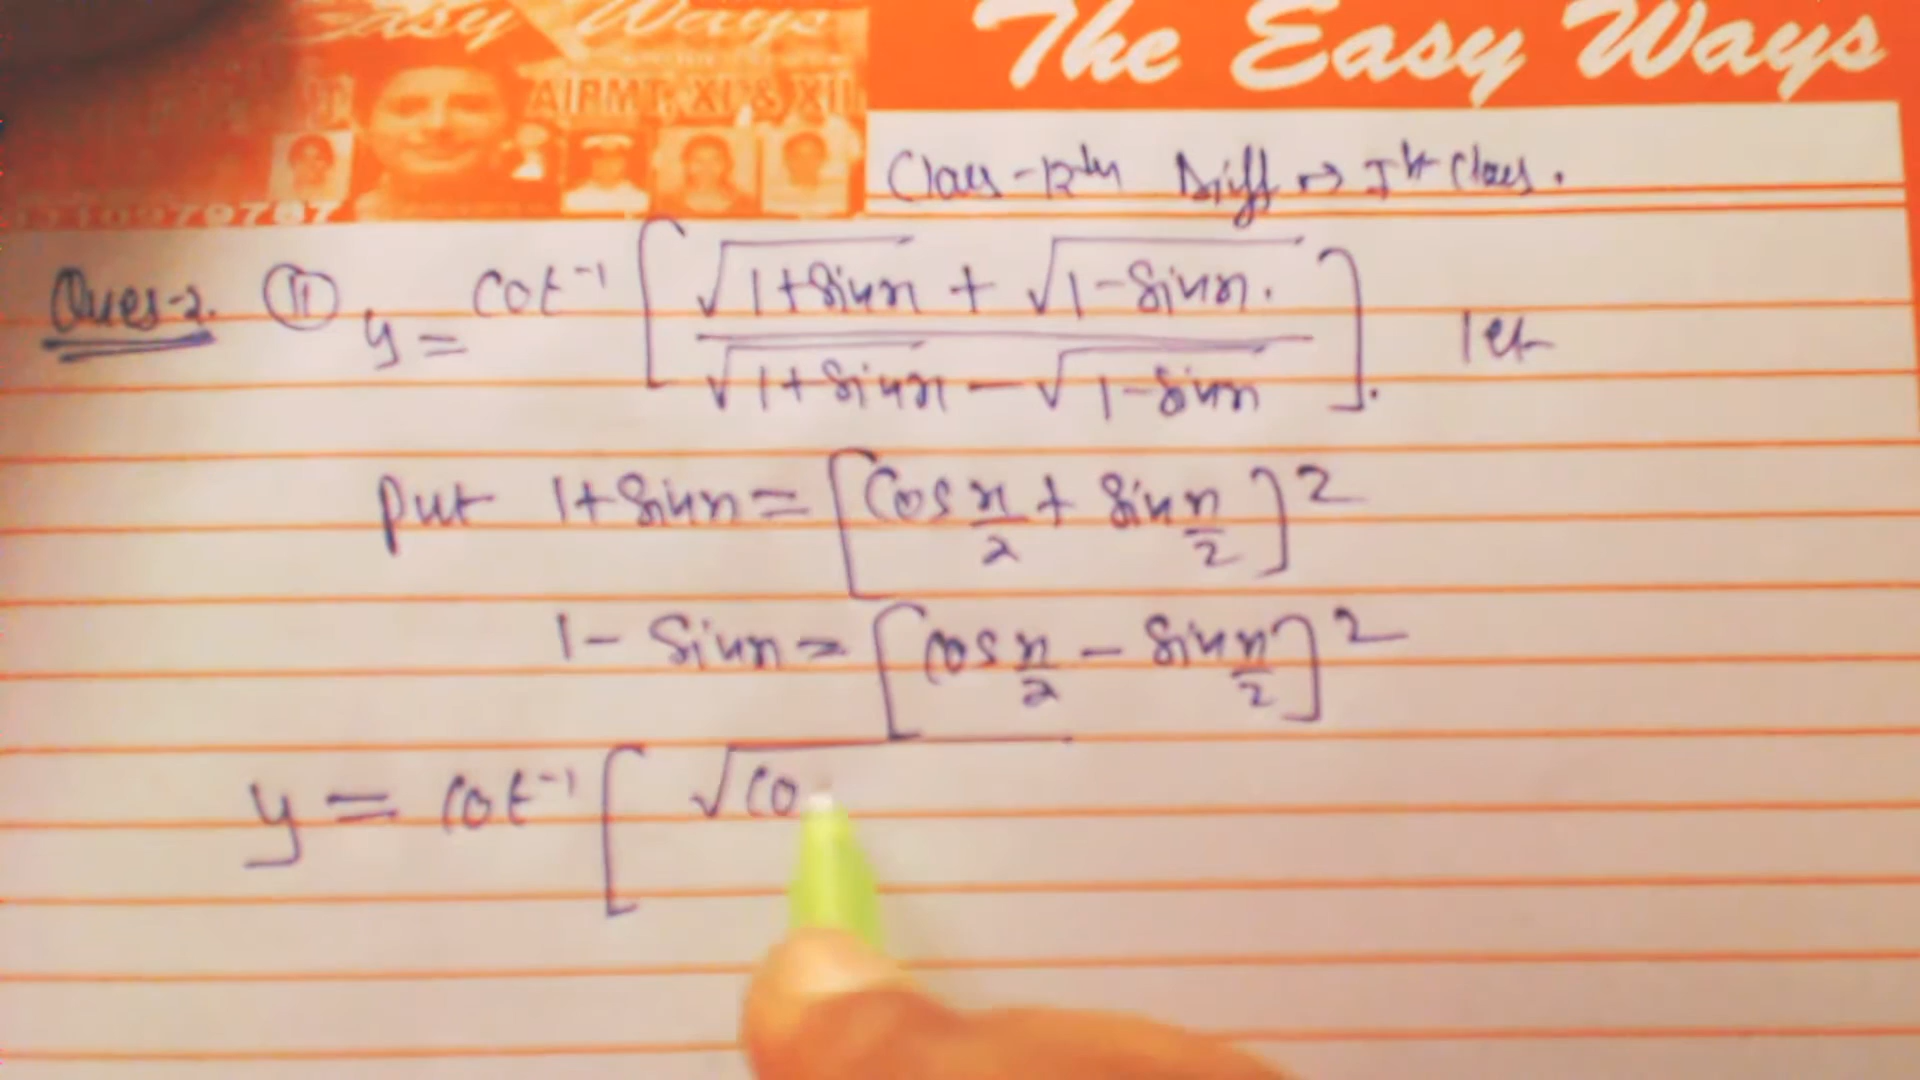 Easy Ways
The Easy Ways
AIPMT, XI & XII
Class-12th Diff → Ist Class.
Ques-2. (II) y = cot⁻¹ [ (√1+sinx + √1-sinx) / (√1+sinx - √1-sinx) ]. let
put 1+sinx = [cos x/2 + sin x/2]²
1- sinx = [cos x/2 - sin x/2]²
y = cot⁻¹ [ √co